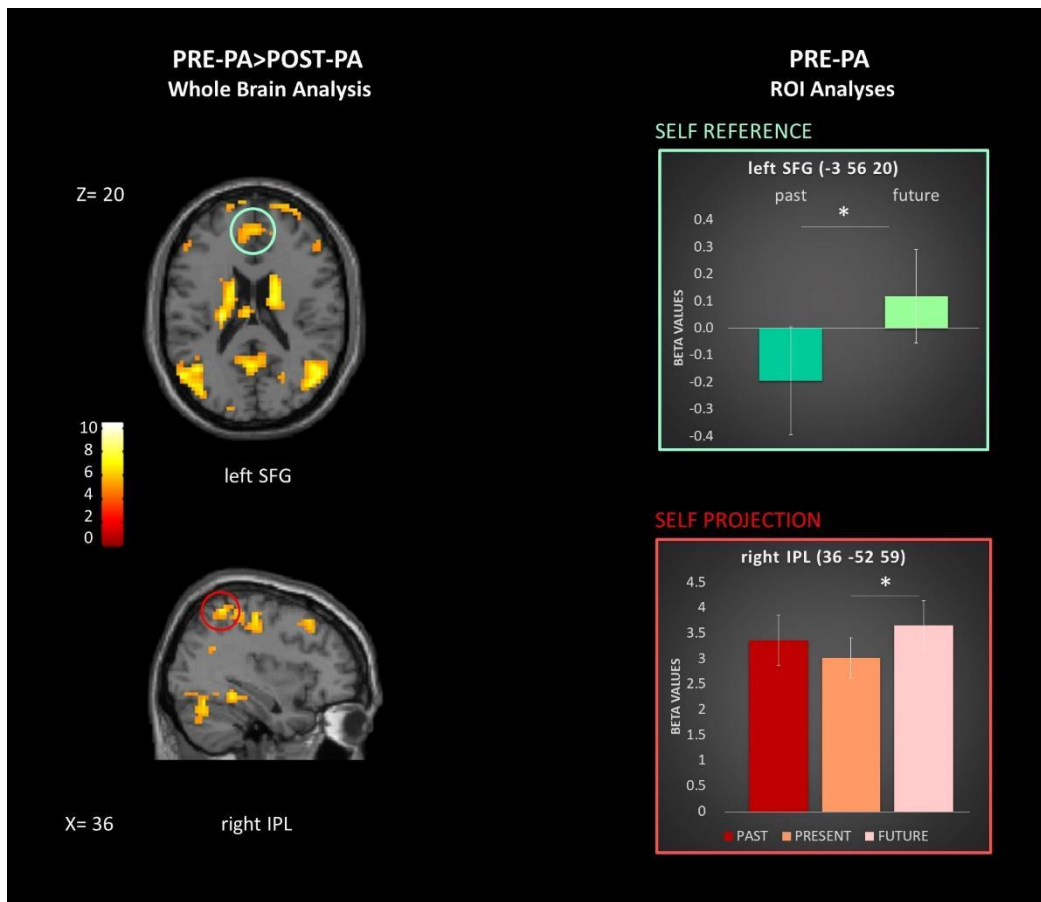 PRE-PA>POST-PA
Whole Brain Analysis
Z= 20
10
8
6
4
2
0
left SFG
X= 36
right IPL
PRE-PA
ROI Analyses
SELF REFERENCE
left SFG (-3 56 20)
past
future
*
0.4
0.3
0.2
0.1
0.0
-0.1
-0.2
-0.3
-0.4
BETA VALUES
SELF PROJECTION
right IPL (36 -52 59)
*
4.5
4
3.5
3
2.5
2
1.5
1
0.5
0
BETA VALUES
PAST
PRESENT
FUTURE